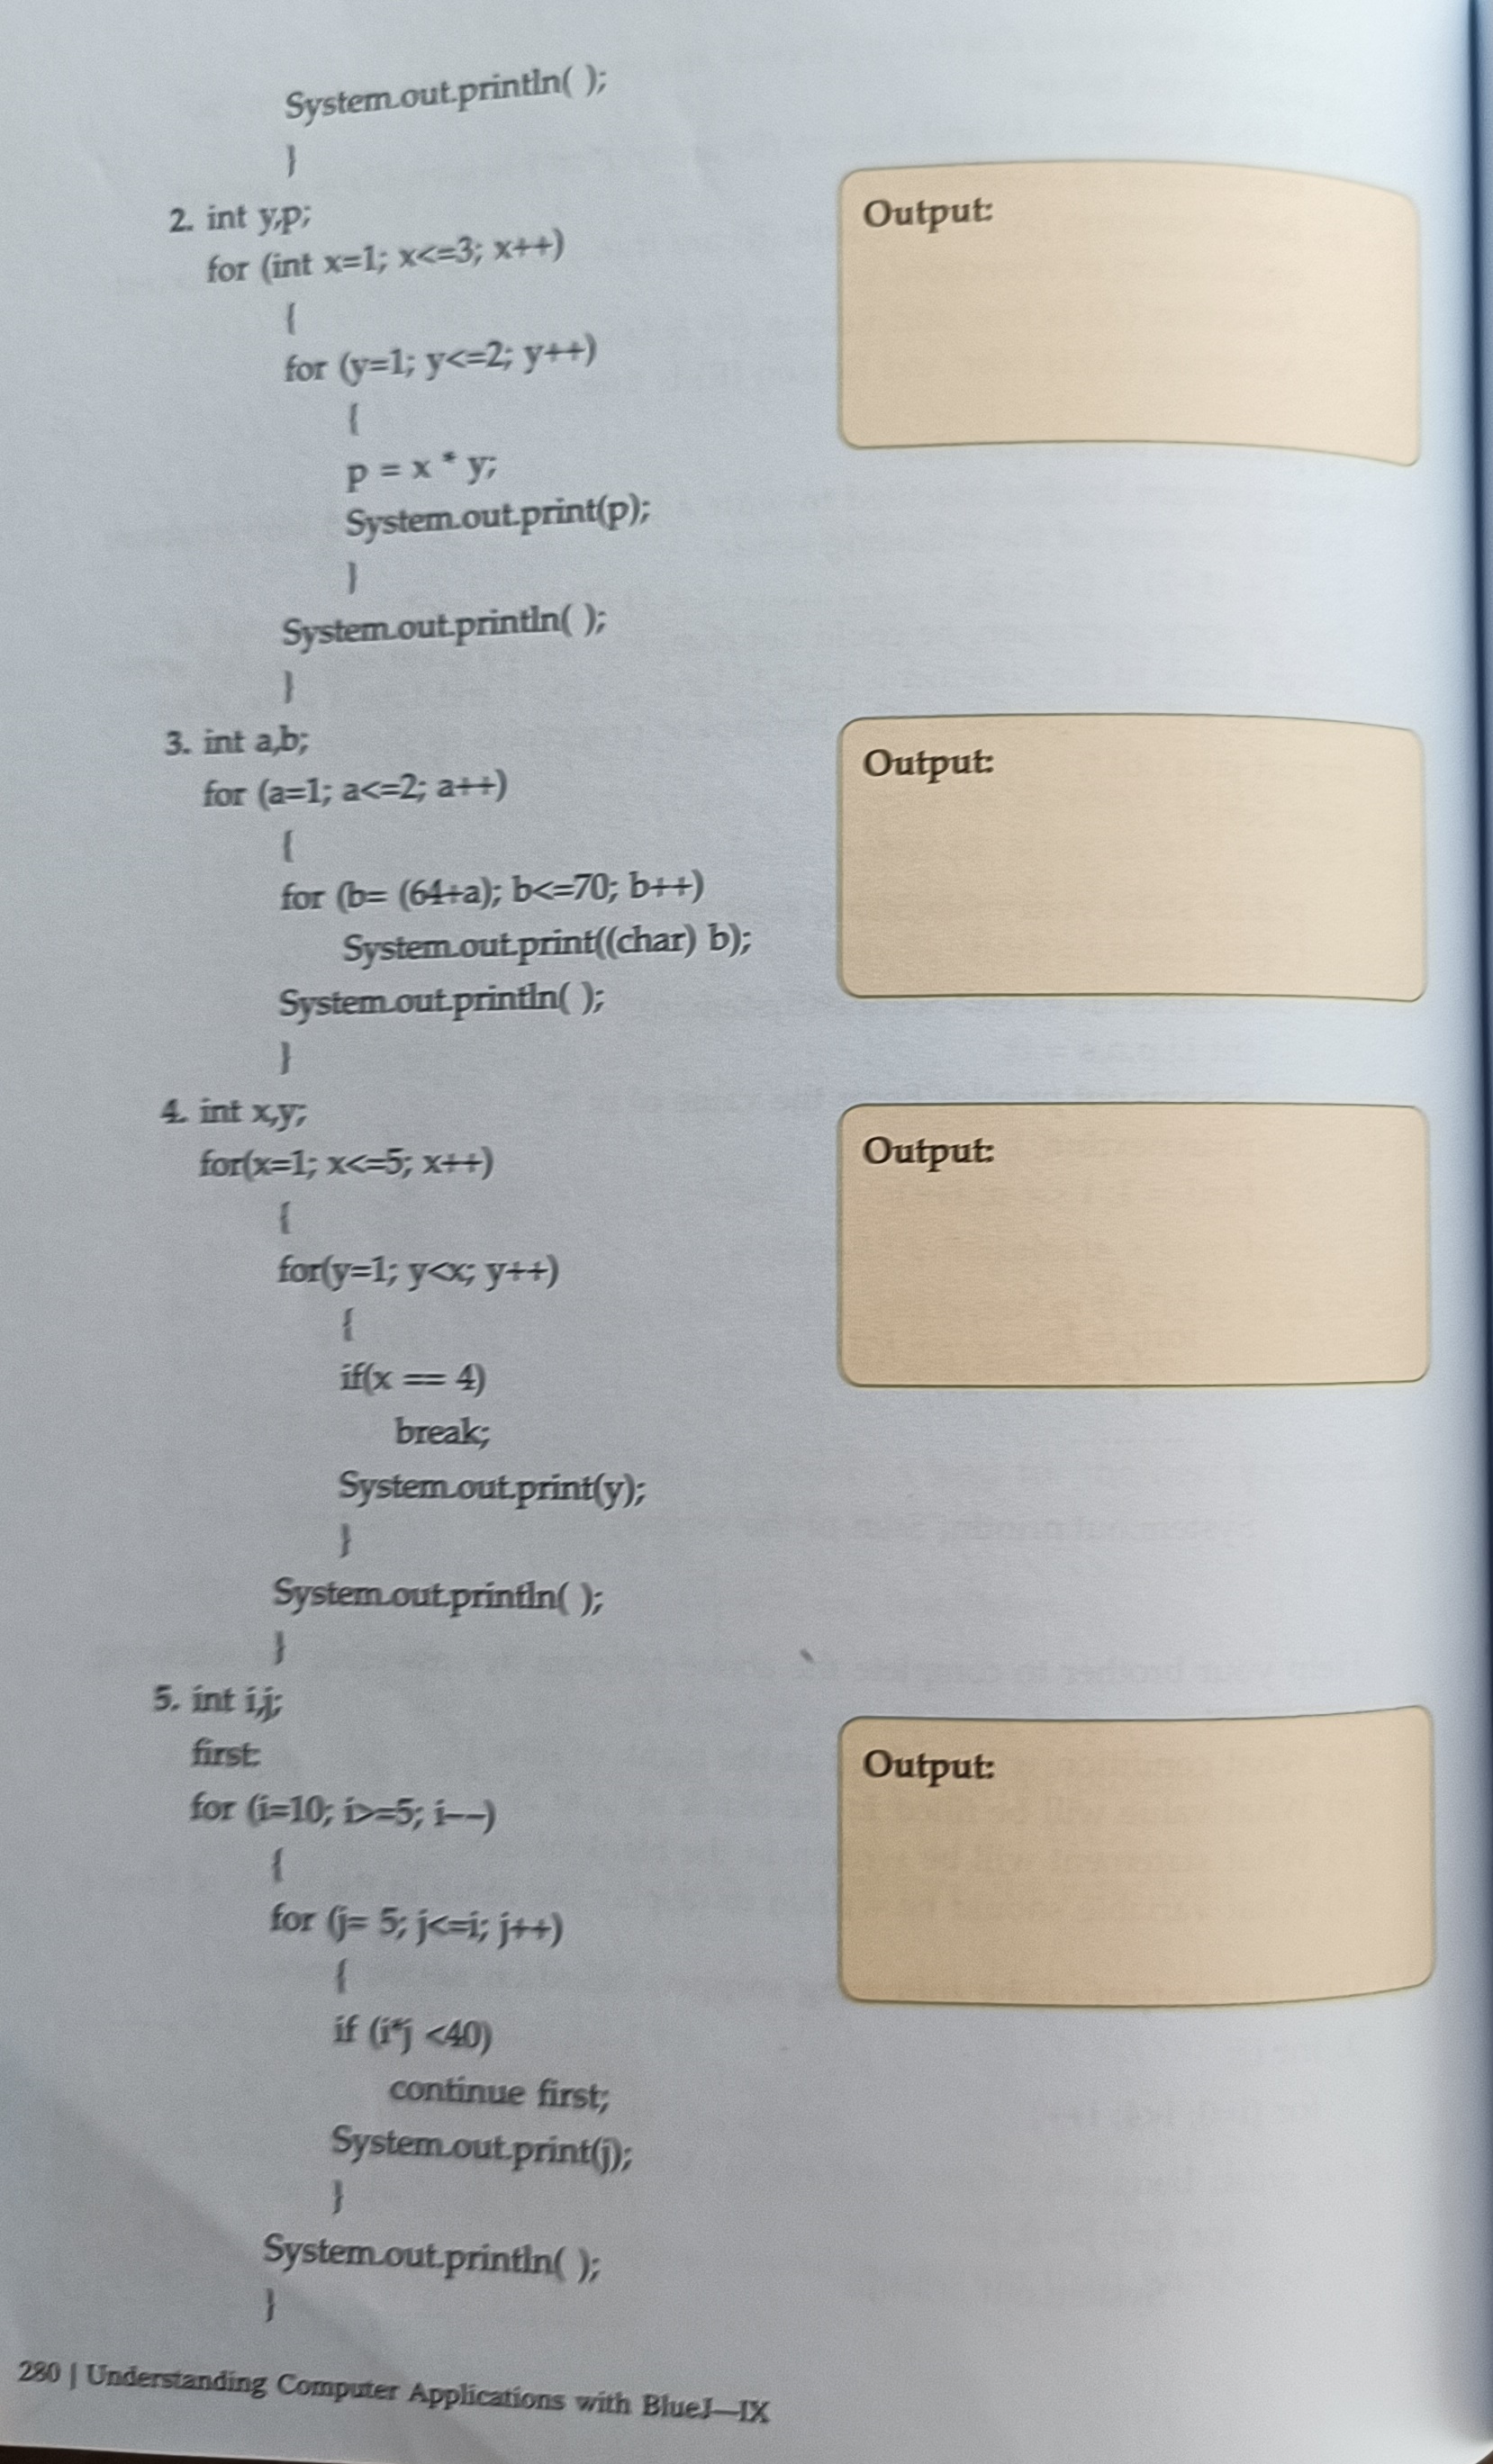 System.out.println( );
}
2. int y,p;
for (int x=1; x<=3; x++)
{
for (y=1; y<=2; y++)
{
p = x * y;
System.out.print(p);
}
System.out.println( );
}
Output:
3. int a,b;
for (a=1; a<=2; a++)
{
for (b= (64+a); b<=70; b++)
System.out.print((char) b);
System.out.println( );
}
Output:
4. int x,y;
for(x=1; x<=5; x++)
{
for(y=1; y<x; y++)
{
if(x == 4)
break;
System.out.print(y);
}
System.out.println( );
}
Output:
5. int i,j;
first:
for (i=10; i>=5; i--)
{
for (j= 5; j<=i; j++)
{
if (i*j <40)
continue first;
System.out.print(j);
}
System.out.println( );
}
Output:
280 | Understanding Computer Applications with BlueJ—IX